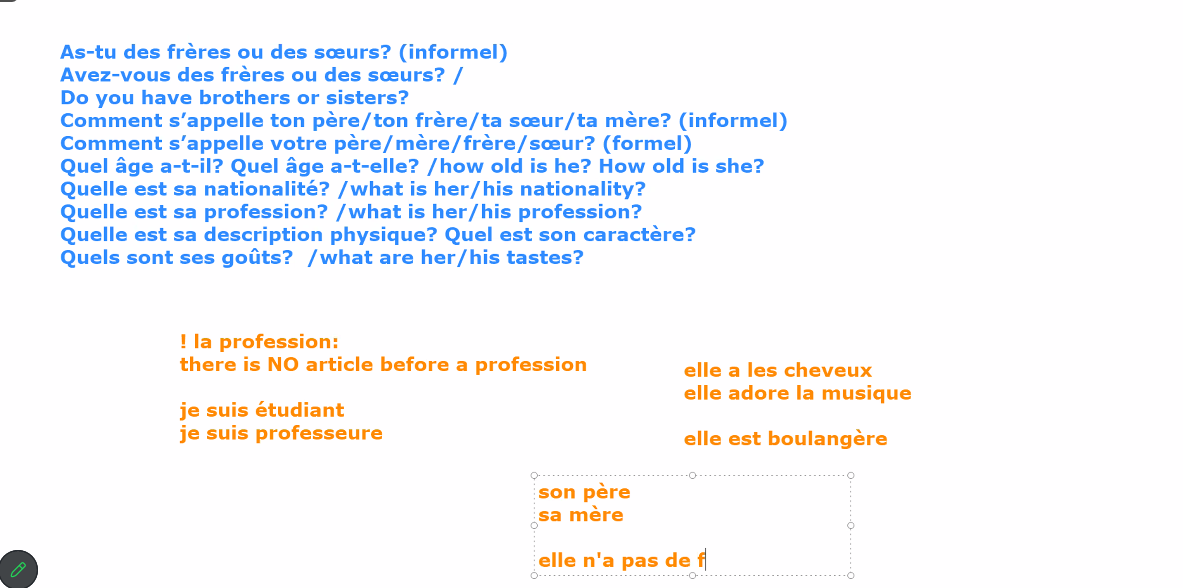 As-tu des frères ou des sœurs? (informel)
Avez-vous des frères ou des sœurs? /
Do you have brothers or sisters?
Comment s’appelle ton père/ton frère/ta sœur/ta mère? (informel)
Comment s’appelle votre père/mère/frère/sœur? (formel)
Quel âge a-t-il? Quel âge a-t-elle? /how old is he? How old is she?
Quelle est sa nationalité? /what is her/his nationality?
Quelle est sa profession? /what is her/his profession?
Quelle est sa description physique? Quel est son caractère?
Quels sont ses goûts?  /what are her/his tastes?
! la profession:
there is NO article before a profession
je suis étudiant
je suis professeure
elle a les cheveux
elle adore la musique
elle est boulangère
son père
sa mère
elle n'a pas de f